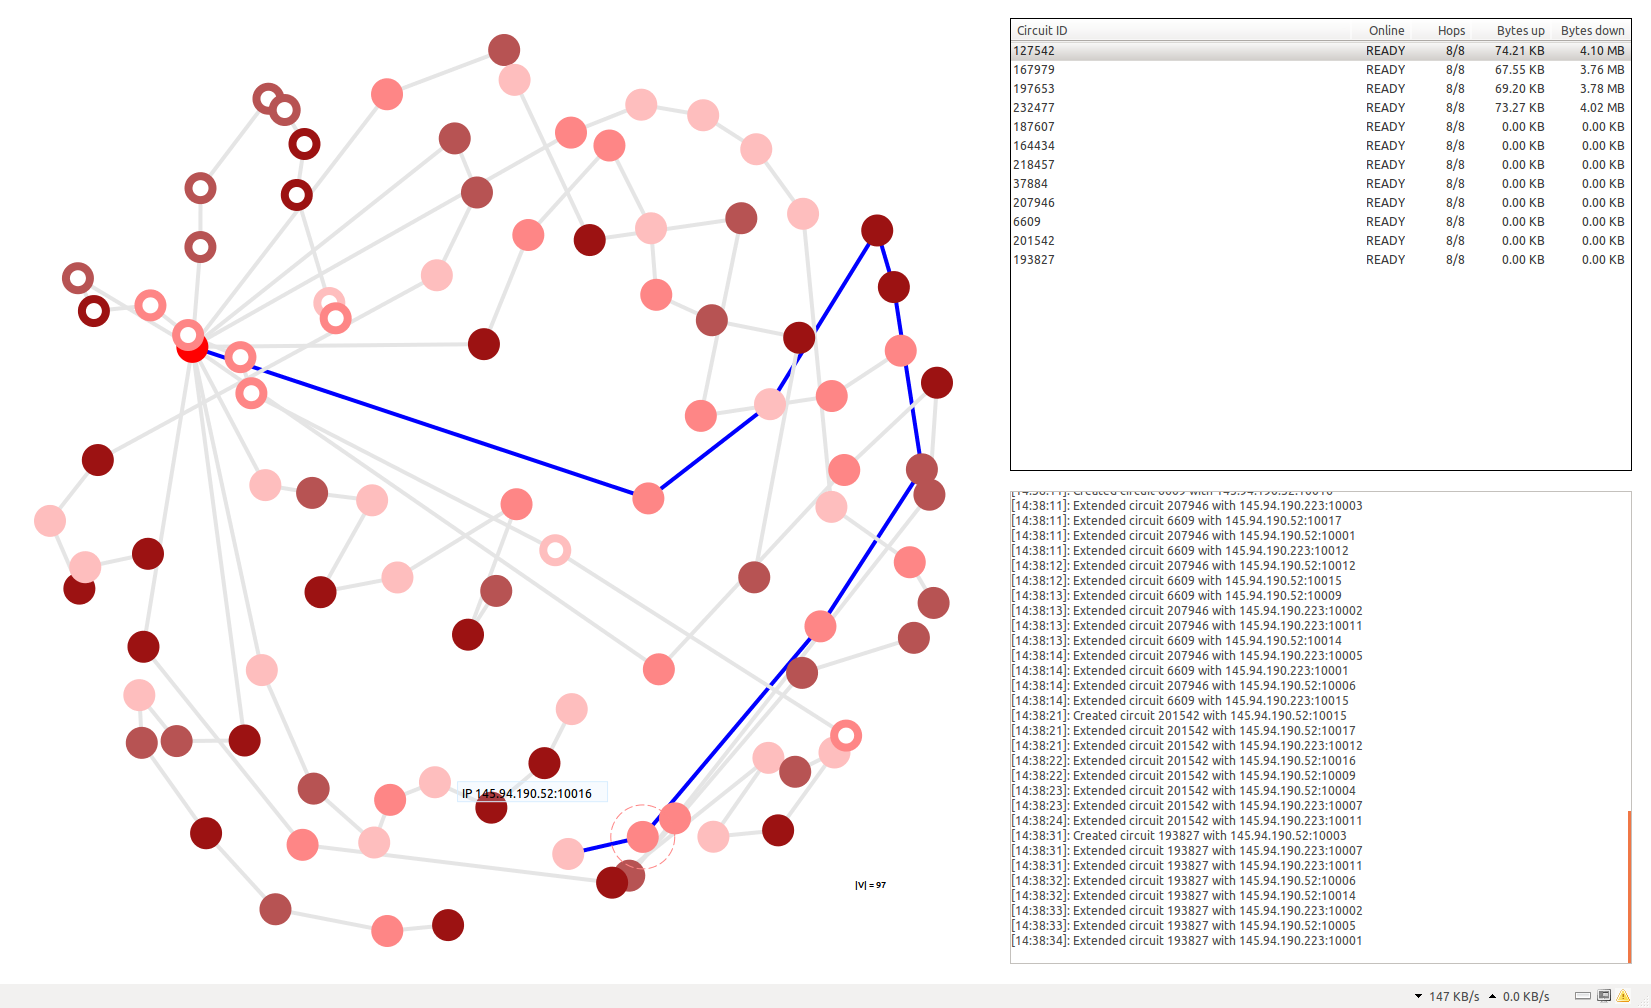 Circuit ID Online Hops Bytes up Bytes down
127542 READY 8/8 74.21 KB 4.10 MB
167979 READY 8/8 67.55 KB 3.76 MB
197653 READY 8/8 69.20 KB 3.78 MB
232477 READY 8/8 73.27 KB 4.02 MB
187607 READY 8/8 0.00 KB 0.00 KB
164434 READY 8/8 0.00 KB 0.00 KB
218457 READY 8/8 0.00 KB 0.00 KB
37884 READY 8/8 0.00 KB 0.00 KB
207946 READY 8/8 0.00 KB 0.00 KB
6609 READY 8/8 0.00 KB 0.00 KB
201542 READY 8/8 0.00 KB 0.00 KB
193827 READY 8/8 0.00 KB 0.00 KB
IP 145.94.190.52:10016
|V| = 97
[14:38:11]: Created circuit 6609 with 145.94.190.52:10016
[14:38:11]: Extended circuit 207946 with 145.94.190.223:10003
[14:38:11]: Extended circuit 6609 with 145.94.190.52:10017
[14:38:11]: Extended circuit 207946 with 145.94.190.52:10001
[14:38:11]: Extended circuit 6609 with 145.94.190.223:10012
[14:38:12]: Extended circuit 207946 with 145.94.190.52:10012
[14:38:12]: Extended circuit 6609 with 145.94.190.52:10015
[14:38:13]: Extended circuit 6609 with 145.94.190.52:10009
[14:38:13]: Extended circuit 207946 with 145.94.190.223:10002
[14:38:13]: Extended circuit 207946 with 145.94.190.223:10011
[14:38:13]: Extended circuit 6609 with 145.94.190.52:10014
[14:38:14]: Extended circuit 207946 with 145.94.190.223:10005
[14:38:14]: Extended circuit 6609 with 145.94.190.223:10001
[14:38:14]: Extended circuit 207946 with 145.94.190.52:10006
[14:38:14]: Extended circuit 6609 with 145.94.190.223:10015
[14:38:21]: Created circuit 201542 with 145.94.190.52:10015
[14:38:21]: Extended circuit 201542 with 145.94.190.52:10017
[14:38:21]: Extended circuit 201542 with 145.94.190.223:10012
[14:38:22]: Extended circuit 201542 with 145.94.190.52:10016
[14:38:22]: Extended circuit 201542 with 145.94.190.52:10009
[14:38:23]: Extended circuit 201542 with 145.94.190.52:10004
[14:38:23]: Extended circuit 201542 with 145.94.190.223:10007
[14:38:24]: Extended circuit 201542 with 145.94.190.52:10011
[14:38:31]: Created circuit 193827 with 145.94.190.52:10003
[14:38:31]: Extended circuit 193827 with 145.94.190.223:10007
[14:38:31]: Extended circuit 193827 with 145.94.190.223:10011
[14:38:32]: Extended circuit 193827 with 145.94.190.52:10006
[14:38:32]: Extended circuit 193827 with 145.94.190.52:10014
[14:38:33]: Extended circuit 193827 with 145.94.190.223:10002
[14:38:33]: Extended circuit 193827 with 145.94.190.52:10005
[14:38:34]: Extended circuit 193827 with 145.94.190.223:10001
147 KB/s 0.0 KB/s